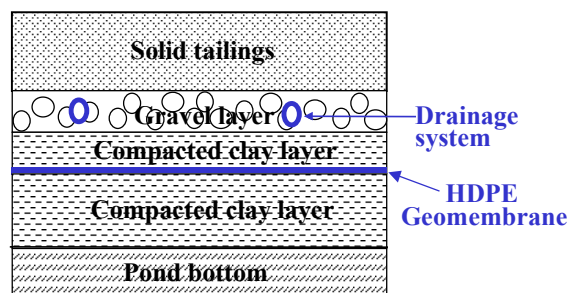 Solid tailings
Gravel layer
Drainage
system
Compacted clay layer
HDPE
Geomembrane
Compacted clay layer
Pond bottom